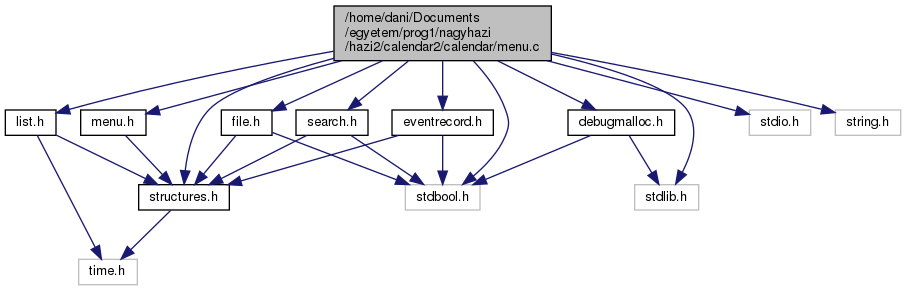 /home/dani/Documents
/egyetem/prog1/nagyhazi
/hazi2/calendar2/calendar/menu.c
list.h
menu.h
file.h
search.h
eventrecord.h
debugmalloc.h
stdio.h
string.h
structures.h
stdbool.h
stdlib.h
time.h